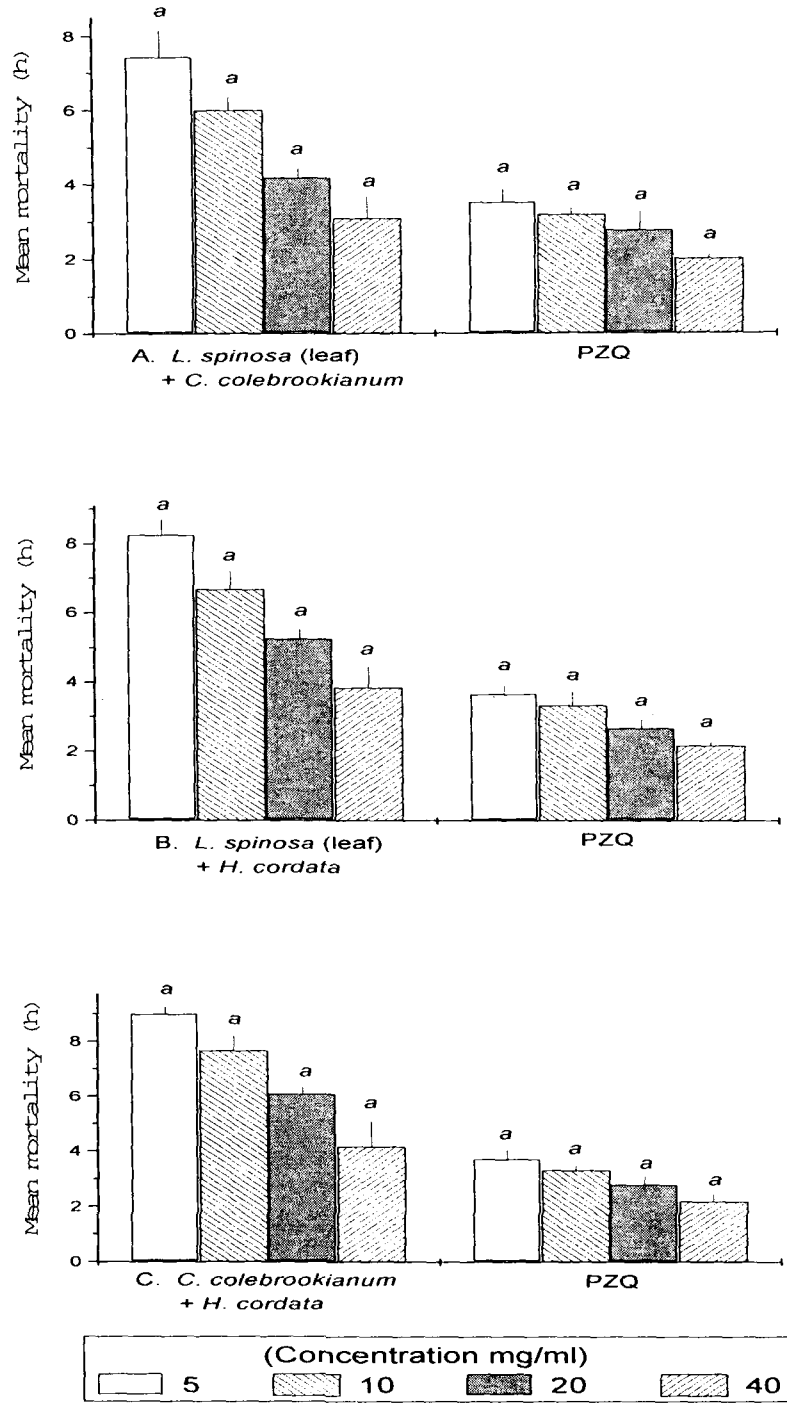 Mean mortality (h)
8
6
4
2
0
a
a
a
a
a
a
a
a
A. L. spinosa (leaf)
+ C. colebrookianum
PZQ
Mean mortality (h)
8
6
4
2
0
a
a
a
a
a
a
a
a
B. L. spinosa (leaf)
+ H. cordata
PZQ
Mean mortality (h)
8
6
4
2
0
a
a
a
a
a
a
a
a
C. C. colebrookianum
+ H. cordata
PZQ
(Concentration mg/ml)
5 10 20 40